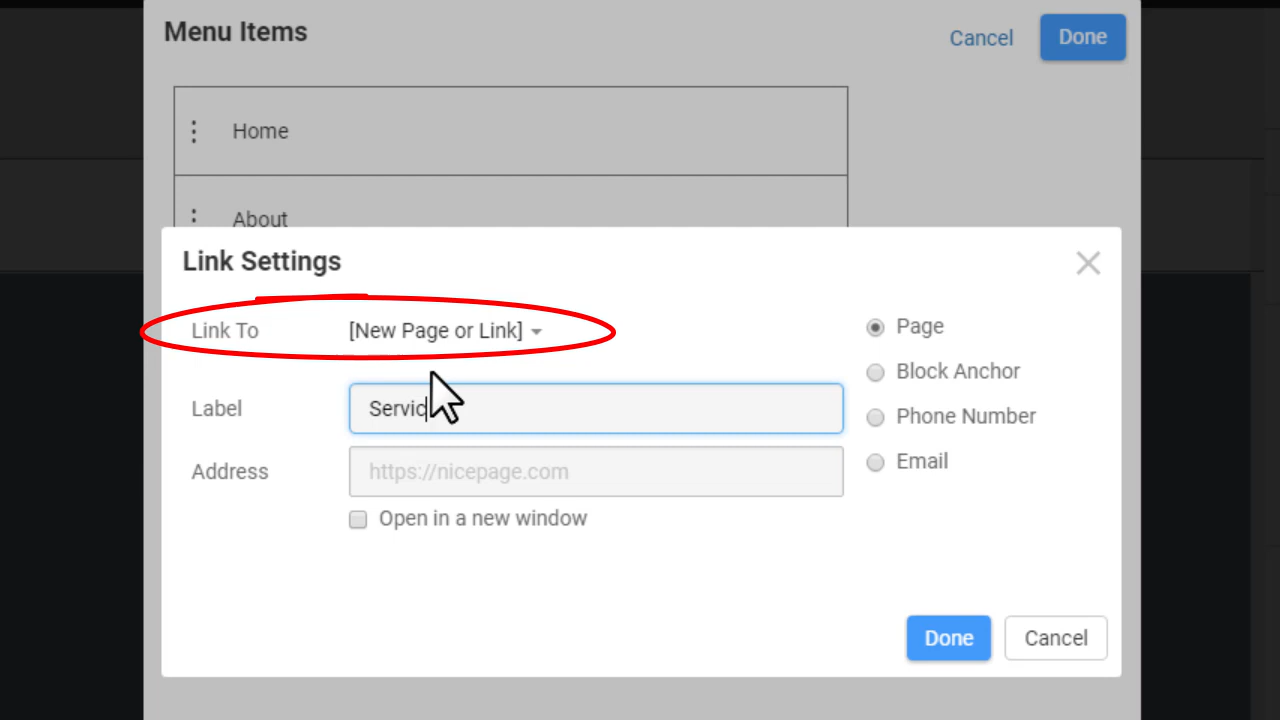 Menu Items
Cancel
Done
Home
About
Link Settings
Link To
[New Page or Link]
Page
Block Anchor
Label
Servic
Phone Number
Email
Address
https://nicepage.com
Open in a new window
Done
Cancel